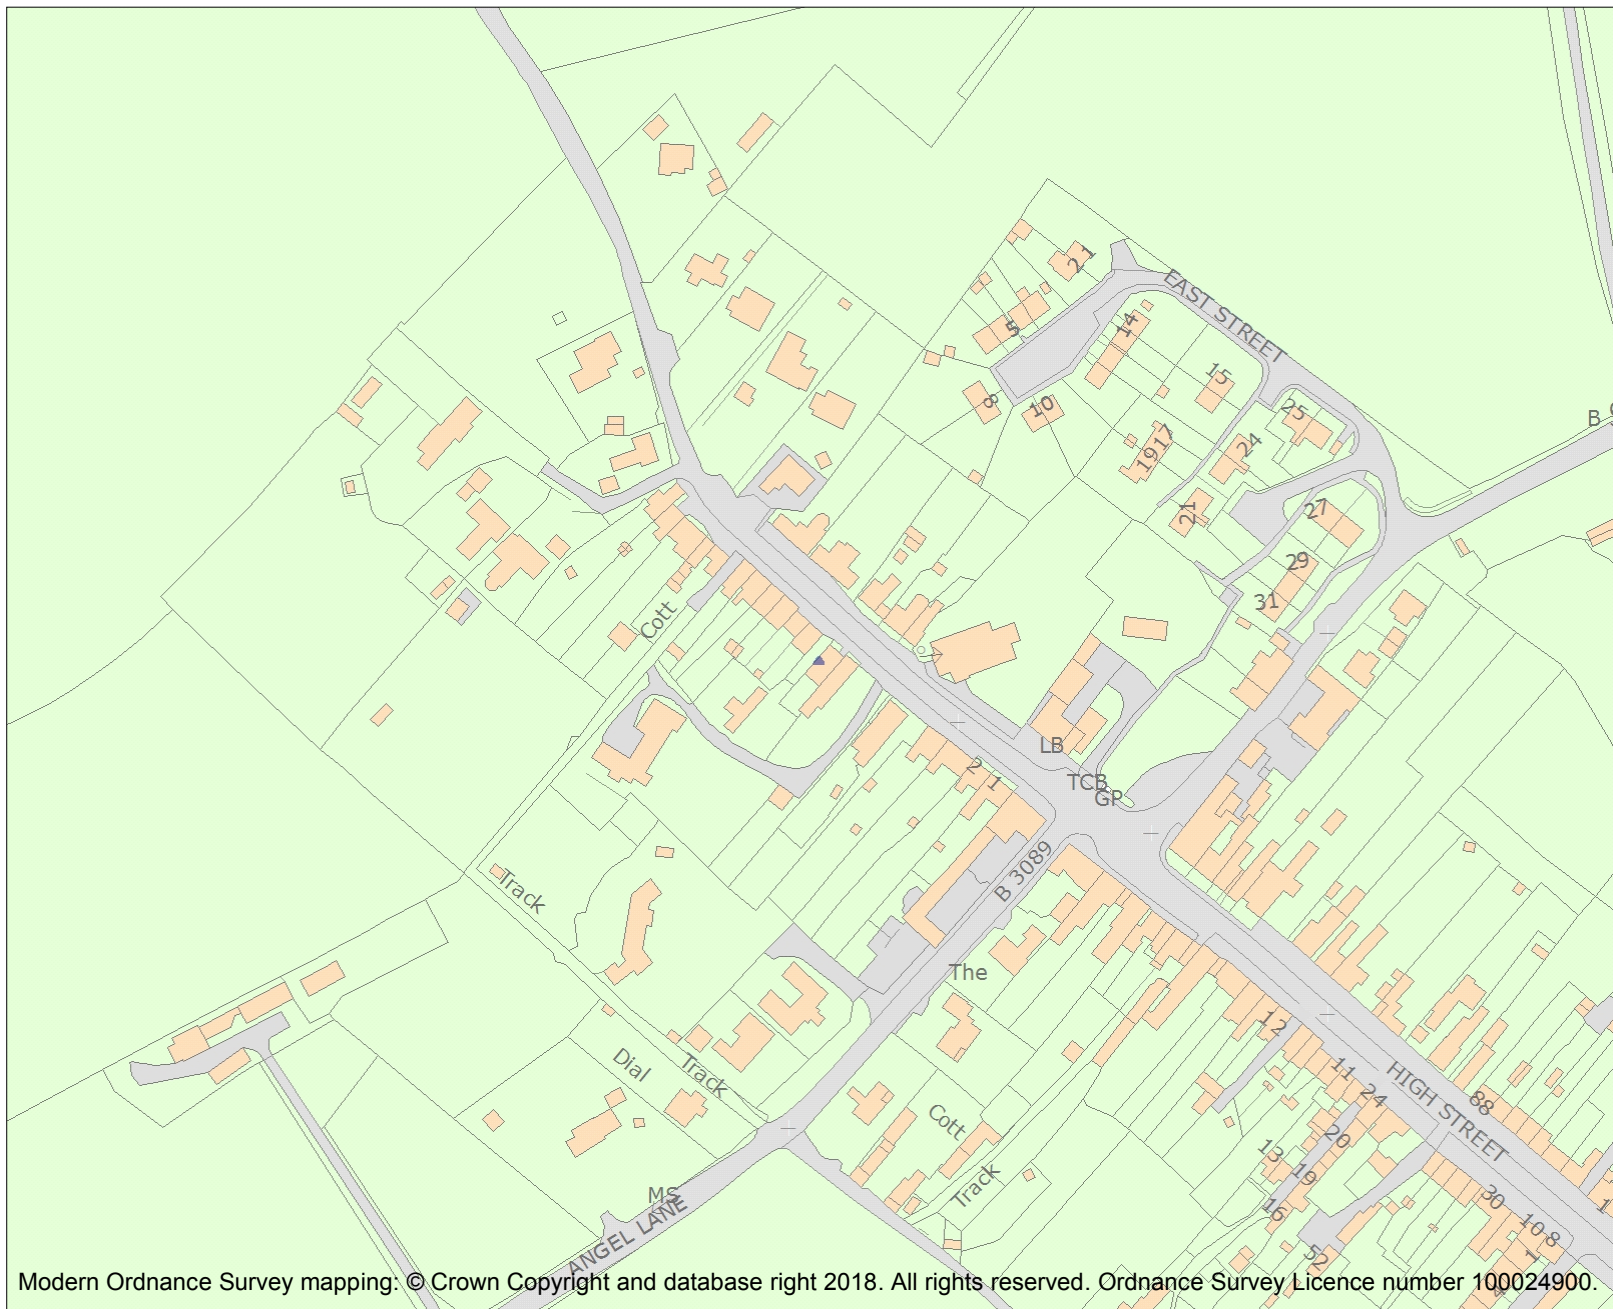 21
EAST STREET
5
14
15
8
10
25
B
1917
24
21
27
29
31
Cott
LB
2 1
TCB
GP
B 3089
Track
The
12
Dial
Track
11
24
HIGH STREET
88
Cott
20
13
19
Track
MS
16
30
10 8
ANGEL LANE
52
1
1
Modern Ordnance Survey mapping: © Crown Copyright and database right 2018. All rights reserved. Ordnance Survey Licence number 100024900.